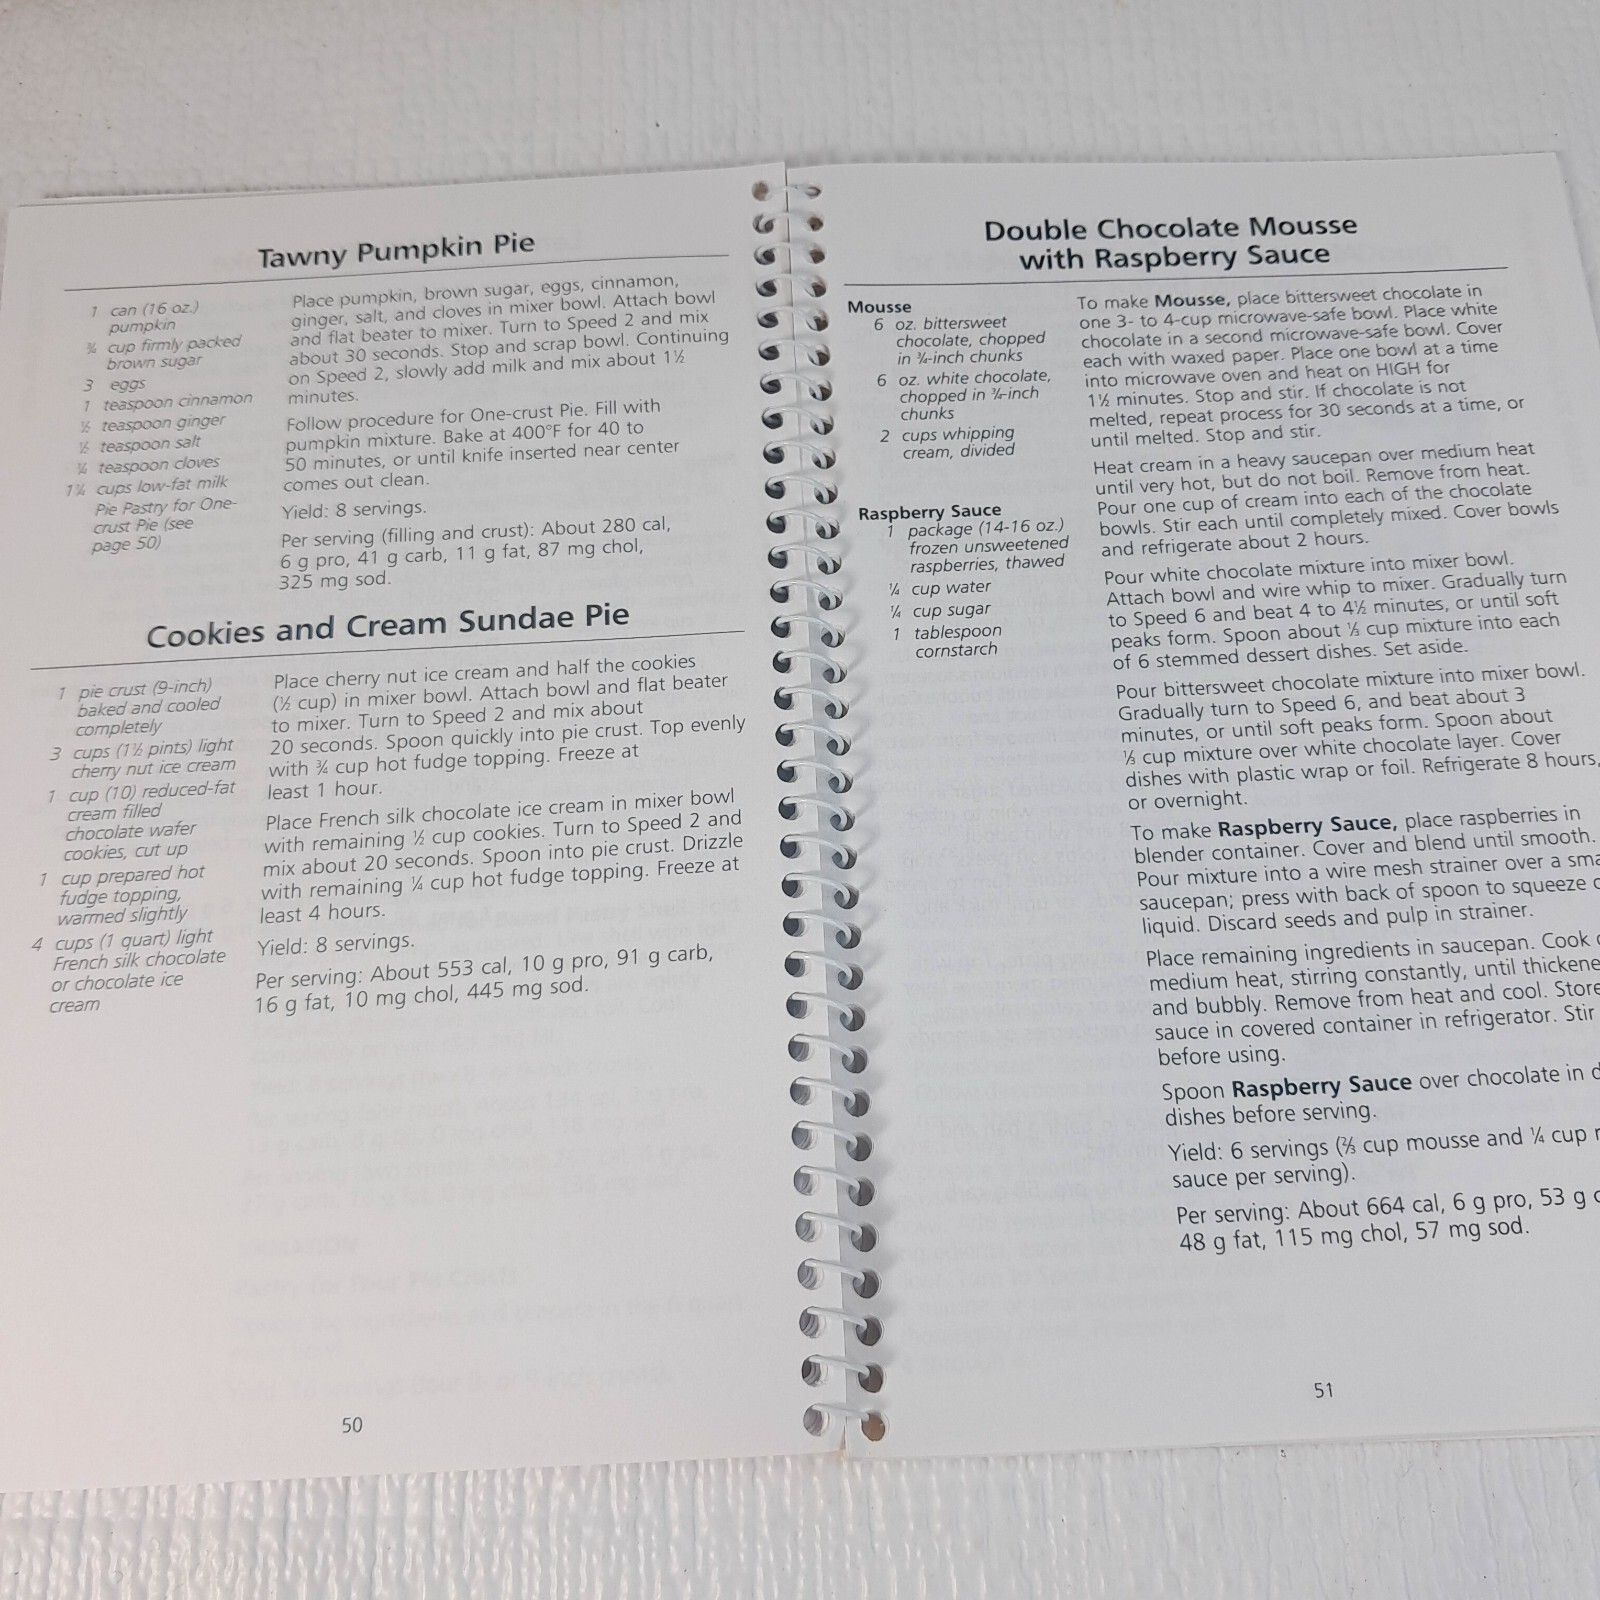 Tawny Pumpkin Pie
1 can (16 oz.)
pumpkin
¾ cup firmly packed
brown sugar
3 eggs
1 teaspoon cinnamon
½ teaspoon ginger
½ teaspoon salt
¼ teaspoon cloves
1¼ cups low-fat milk
Pie Pastry for One-
crust Pie (see
page 50)
Place pumpkin, brown sugar, eggs, cinnamon,
ginger, salt, and cloves in mixer bowl. Attach bowl
and flat beater to mixer. Turn to Speed 2 and mix
about 30 seconds. Stop and scrap bowl. Continuing
on Speed 2, slowly add milk and mix about 1½
minutes.
Follow procedure for One-crust Pie. Fill with
pumpkin mixture. Bake at 400°F for 40 to
50 minutes, or until knife inserted near center
comes out clean.
Yield: 8 servings.
Per serving (filling and crust): About 280 cal,
6 g pro, 41 g carb, 11 g fat, 87 mg chol,
325 mg sod.
Cookies and Cream Sundae Pie
1 pie crust (9-inch)
baked and cooled
completely
3 cups (1½ pints) light
cherry nut ice cream
1 cup (10) reduced-fat
cream filled
chocolate wafer
cookies, cut up
1 cup prepared hot
fudge topping,
warmed slightly
4 cups (1 quart) light
French silk chocolate
or chocolate ice
cream
Place cherry nut ice cream and half the cookies
(½ cup) in mixer bowl. Attach bowl and flat beater
to mixer. Turn to Speed 2 and mix about
20 seconds. Spoon quickly into pie crust. Top evenly
with ¾ cup hot fudge topping. Freeze at
least 1 hour.
Place French silk chocolate ice cream in mixer bowl
with remaining ½ cup cookies. Turn to Speed 2 and
mix about 20 seconds. Spoon into pie crust. Drizzle
with remaining ¼ cup hot fudge topping. Freeze at
least 4 hours.
Yield: 8 servings.
Per serving: About 553 cal, 10 g pro, 91 g carb,
16 g fat, 10 mg chol, 445 mg sod.
50
Double Chocolate Mousse
with Raspberry Sauce
Mousse
6 oz. bittersweet
chocolate, chopped
in ¾-inch chunks
6 oz. white chocolate,
chopped in ¾-inch
chunks
2 cups whipping
cream, divided
Raspberry Sauce
1 package (14-16 oz.)
frozen unsweetened
raspberries, thawed
¼ cup water
¼ cup sugar
1 tablespoon
cornstarch
To make Mousse, place bittersweet chocolate in
one 3- to 4-cup microwave-safe bowl. Place white
chocolate in a second microwave-safe bowl. Cover
each with waxed paper. Place one bowl at a time
into microwave oven and heat on HIGH for
1½ minutes. Stop and stir. If chocolate is not
melted, repeat process for 30 seconds at a time, or
until melted. Stop and stir.
Heat cream in a heavy saucepan over medium heat
until very hot, but do not boil. Remove from heat.
Pour one cup of cream into each of the chocolate
bowls. Stir each until completely mixed. Cover bowls
and refrigerate about 2 hours.
Pour white chocolate mixture into mixer bowl.
Attach bowl and wire whip to mixer. Gradually turn
to Speed 6 and beat 4 to 4½ minutes, or until soft
peaks form. Spoon about ⅓ cup mixture into each
of 6 stemmed dessert dishes. Set aside.
Pour bittersweet chocolate mixture into mixer bowl.
Gradually turn to Speed 6, and beat about 3
minutes, or until soft peaks form. Spoon about
⅓ cup mixture over white chocolate layer. Cover
dishes with plastic wrap or foil. Refrigerate 8 hours,
or overnight.
To make Raspberry Sauce, place raspberries in
blender container. Cover and blend until smooth.
Pour mixture into a wire mesh strainer over a sma
saucepan; press with back of spoon to squeeze
liquid. Discard seeds and pulp in strainer.
Place remaining ingredients in saucepan. Cook
medium heat, stirring constantly, until thickene
and bubbly. Remove from heat and cool. Store
sauce in covered container in refrigerator. Stir
before using.
Spoon Raspberry Sauce over chocolate in d
dishes before serving.
Yield: 6 servings (⅔ cup mousse and ¼ cup
sauce per serving).
Per serving: About 664 cal, 6 g pro, 53 g
48 g fat, 115 mg chol, 57 mg sod.
51